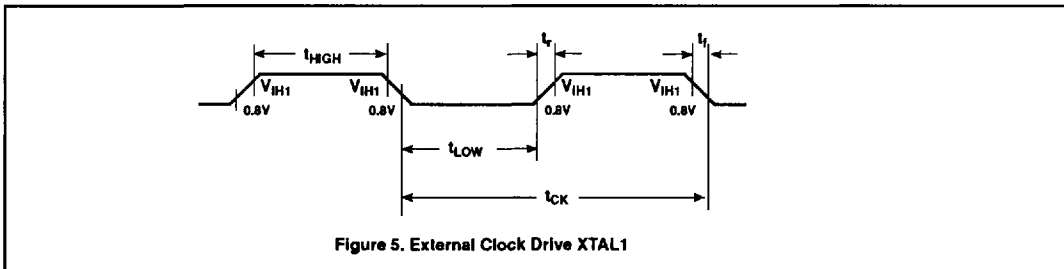 tHIGH tr tf
VIH1 VIH1 VIH1 VIH1
0.8V 0.8V 0.8V 0.8V
tLOW
tCK
Figure 5. External Clock Drive XTAL1